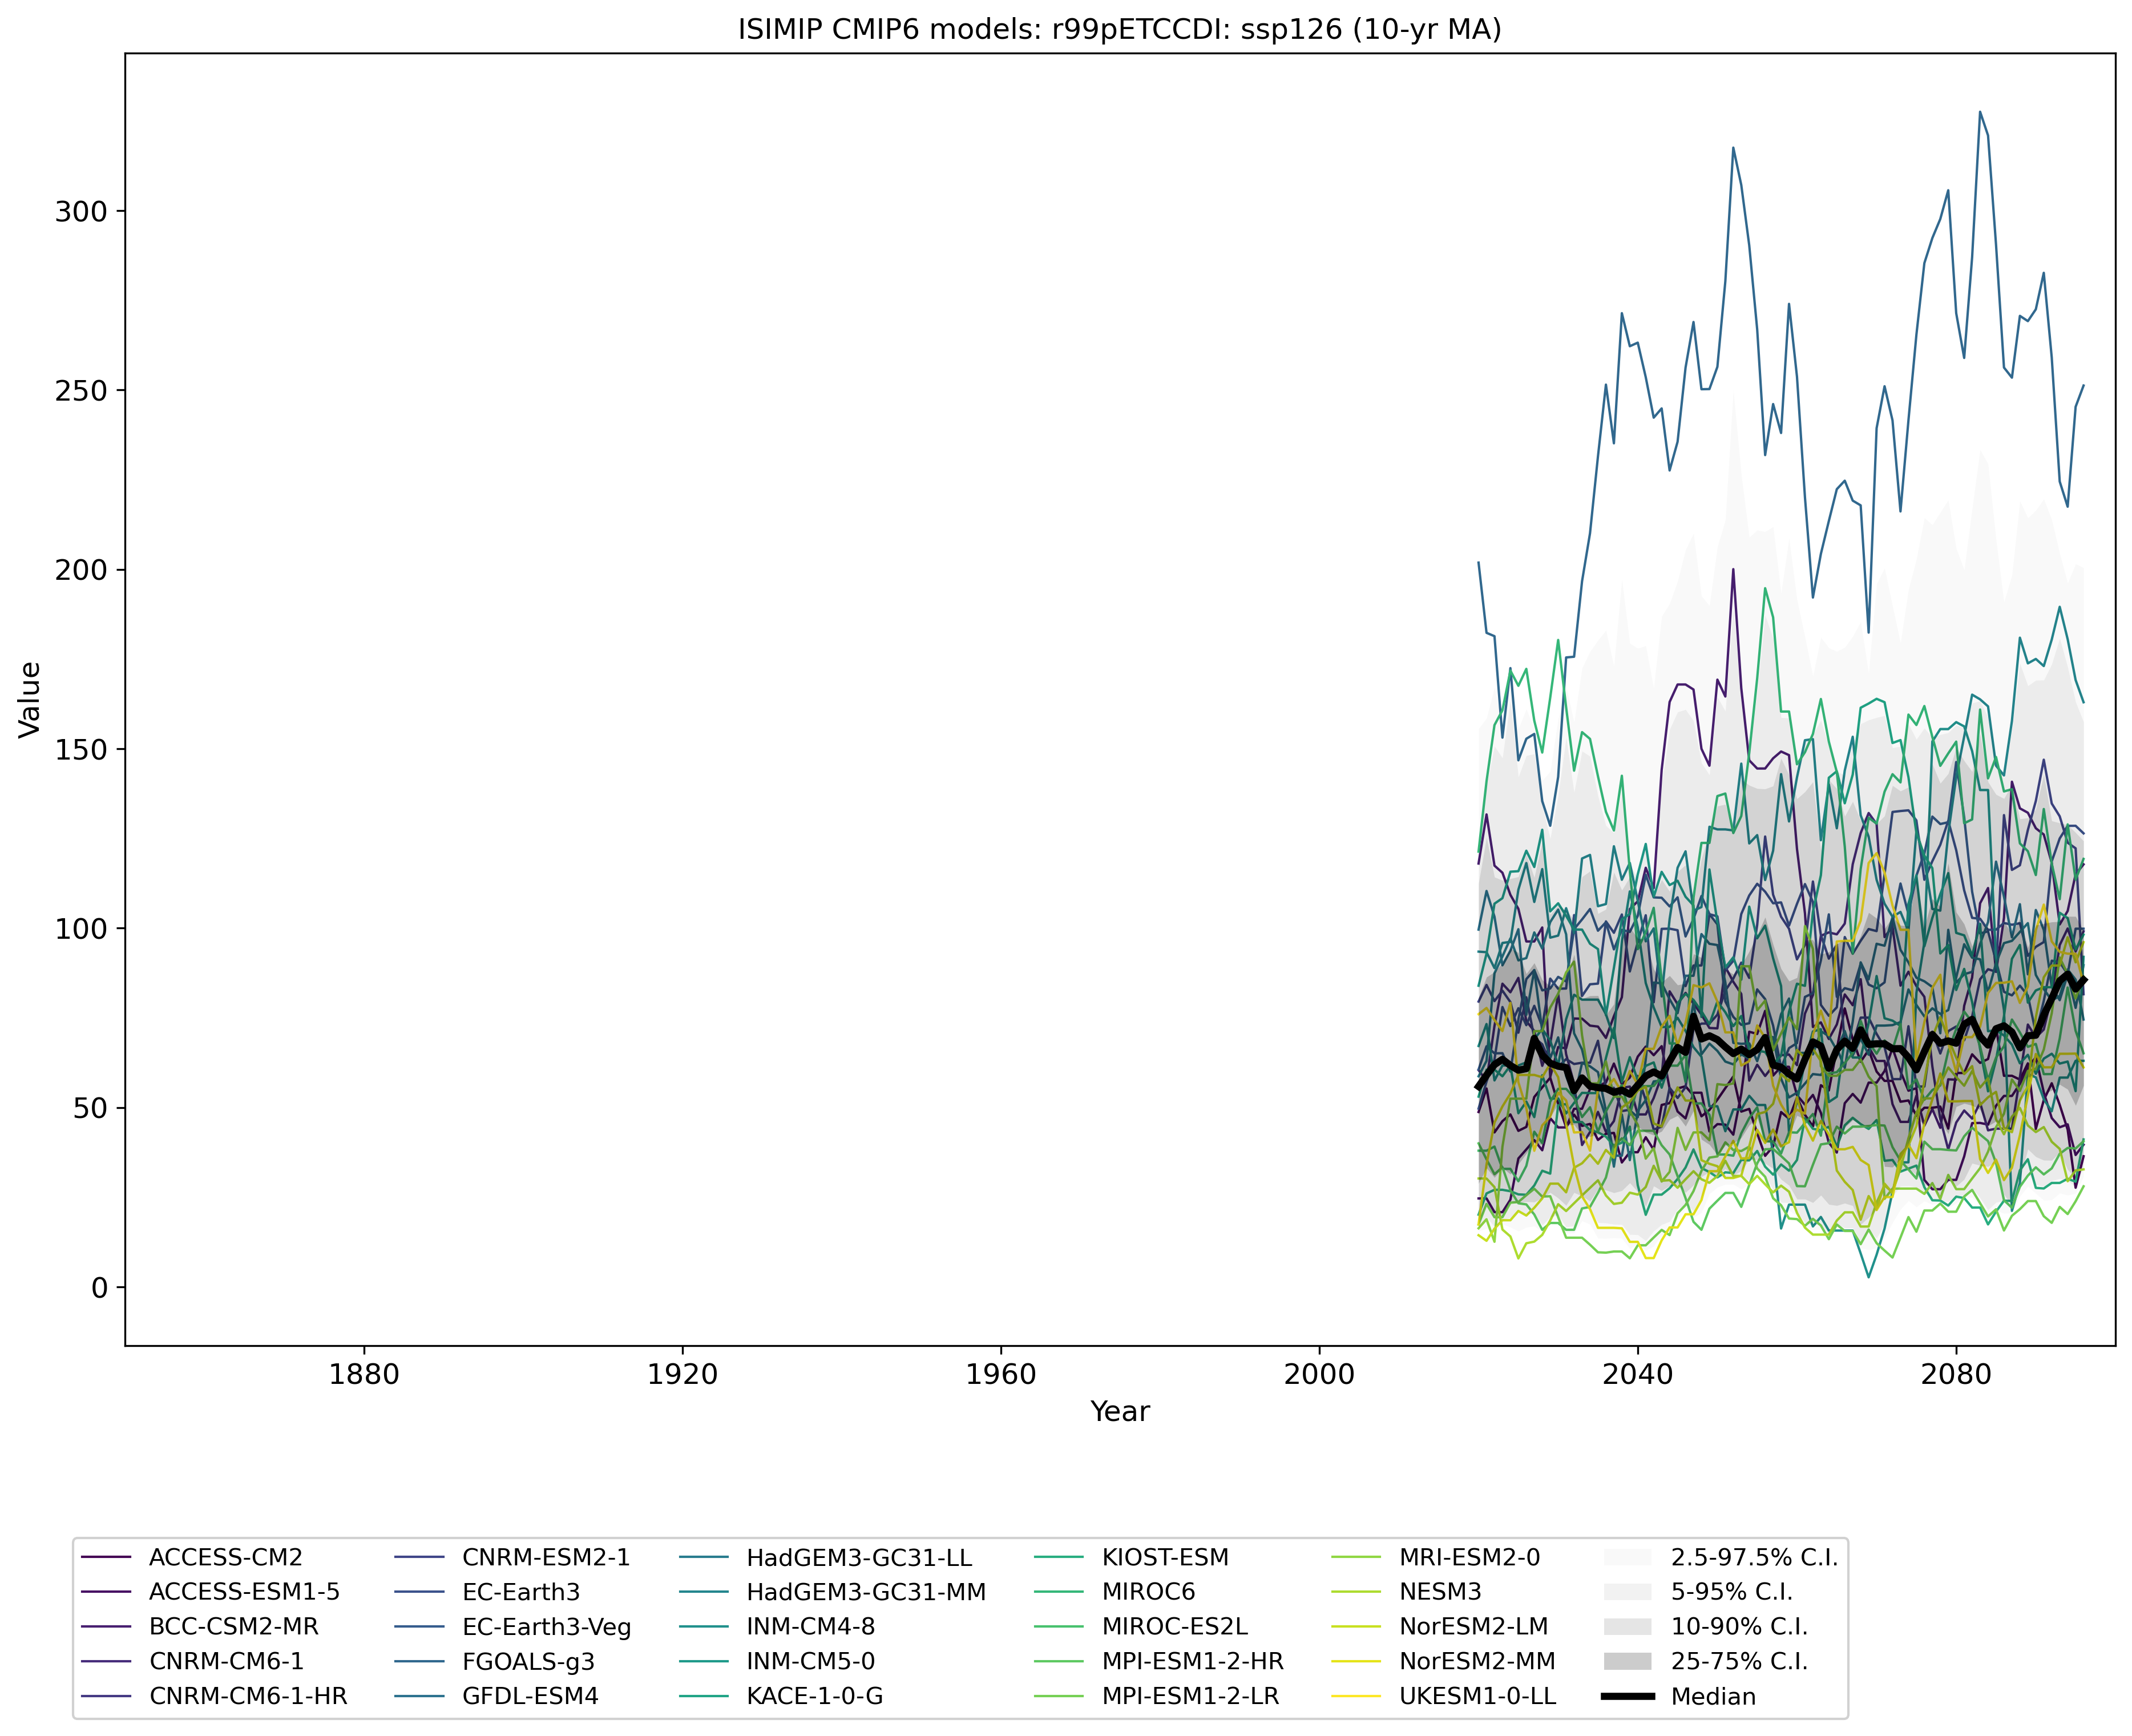 ISIMIP CMIP6 models: r99pETCCDI: ssp126 (10-yr MA)
Value
300
250
200
150
100
50
0
1880 1920 1960 2000 2040 2080
Year
ACCESS-CM2 CNRM-ESM2-1 HadGEM3-GC31-LL KIOST-ESM MRI-ESM2-0 2.5-97.5% C.I.
ACCESS-ESM1-5 EC-Earth3 HadGEM3-GC31-MM MIROC6 NESM3 5-95% C.I.
BCC-CSM2-MR EC-Earth3-Veg INM-CM4-8 MIROC-ES2L NorESM2-LM 10-90% C.I.
CNRM-CM6-1 FGOALS-g3 INM-CM5-0 MPI-ESM1-2-HR NorESM2-MM 25-75% C.I.
CNRM-CM6-1-HR GFDL-ESM4 KACE-1-0-G MPI-ESM1-2-LR UKESM1-0-LL Median